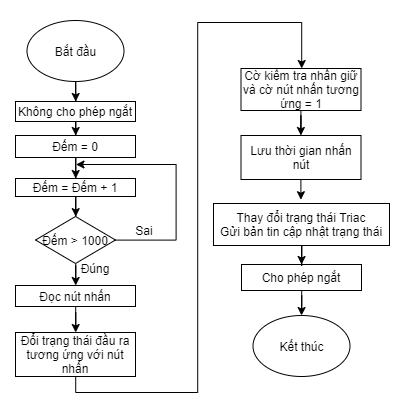 Bắt đầu
Không cho phép ngắt
Đếm = 0
Đếm = Đếm + 1
Đếm > 1000
Sai
Đúng
Đọc nút nhấn
Đổi trạng thái đầu ra
tương ứng với nút
nhấn
Cờ kiểm tra nhấn giữ
và cờ nút nhấn tương
ứng = 1
Lưu thời gian nhấn
nút
Thay đổi trạng thái Triac
Gửi bản tin cập nhật trạng thái
Cho phép ngắt
Kết thúc